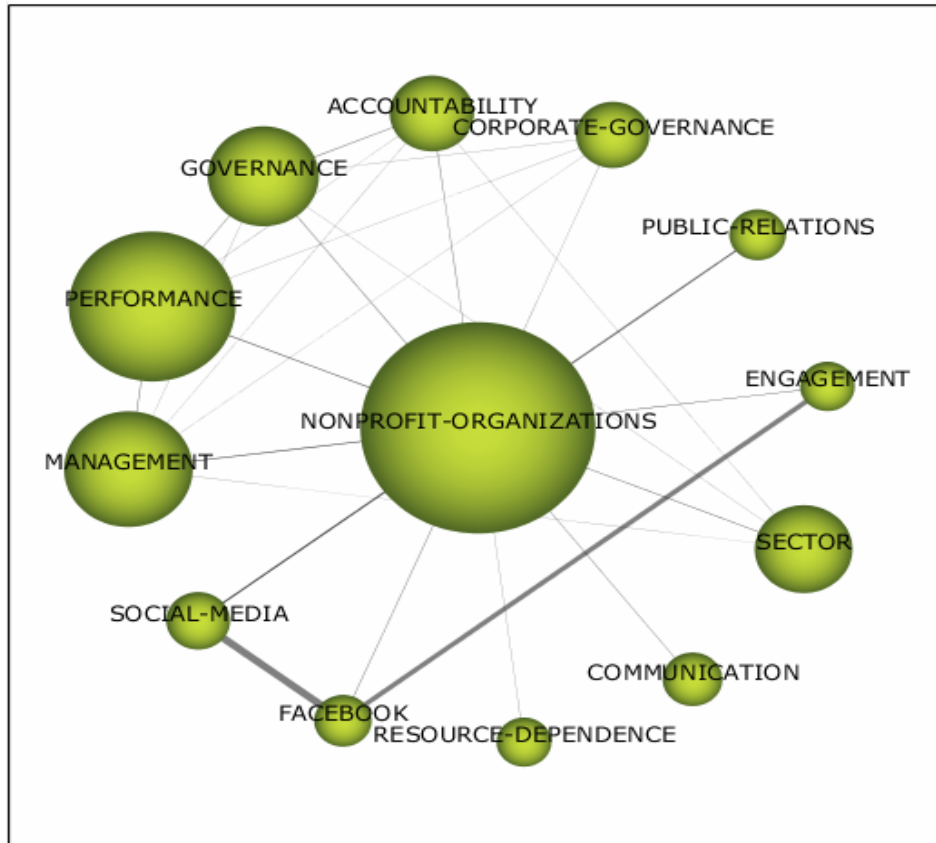 ACCOUNTABILITY
CORPORATE-GOVERNANCE
GOVERNANCE
PUBLIC-RELATIONS
PERFORMANCE
ENGAGEMENT
NONPROFIT-ORGANIZATIONS
MANAGEMENT
SECTOR
SOCIAL-MEDIA
COMMUNICATION
FACEBOOK
RESOURCE-DEPENDENCE